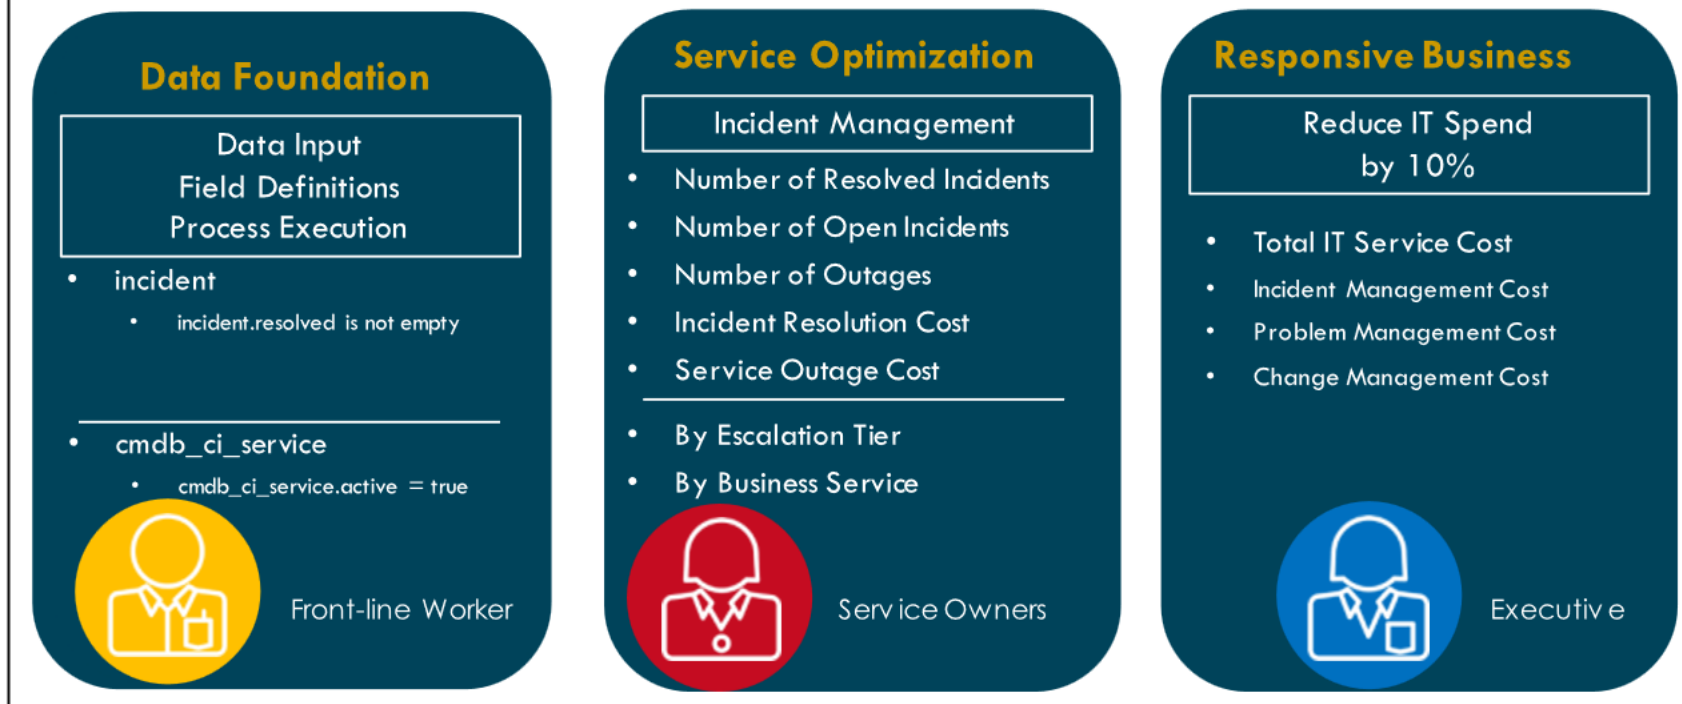 Data Foundation
Data Input
Field Definitions
Process Execution
• incident
• incident.resolved is not empty
• cmdb_ci_service
• cmdb_ci_service.active = true
Front-line Worker
Service Optimization
Incident Management
• Number of Resolved Incidents
• Number of Open Incidents
• Number of Outages
• Incident Resolution Cost
• Service Outage Cost
• By Escalation Tier
• By Business Service
Service Owners
Responsive Business
Reduce IT Spend
by 10%
• Total IT Service Cost
• Incident Management Cost
• Problem Management Cost
• Change Management Cost
Executive